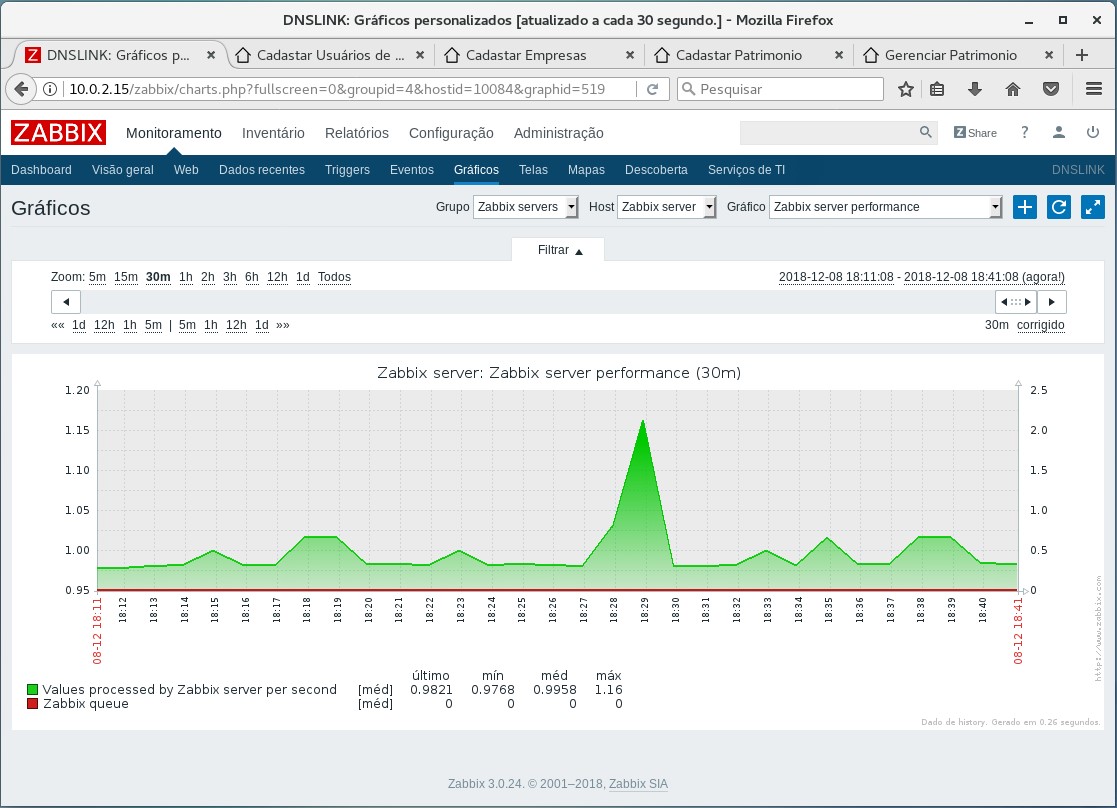 DNSLINK: Gráficos personalizados [atualizado a cada 30 segundo.] - Mozilla Firefox
Z DNSLINK: Gráficos p... Cadastar Usuários de ... Cadastar Empresas Cadastar Patrimonio Gerenciar Patrimonio
10.0.2.15/zabbix/charts.php?fullscreen=0&groupid=4&hostid=10084&graphid=519 Pesquisar
ZABBIX Monitoramento Inventário Relatórios Configuração Administração Z Share ?
Dashboard Visão geral Web Dados recentes Triggers Eventos Gráficos Telas Mapas Descoberta Serviços de TI DNSLINK
Gráficos Grupo Zabbix servers Host Zabbix server Gráfico Zabbix server performance
Filtrar
Zoom: 5m 15m 30m 1h 2h 3h 6h 12h 1d Todos 2018-12-08 18:11:08 - 2018-12-08 18:41:08 (agora!)
«« 1d 12h 1h 5m | 5m 1h 12h 1d »» 30m corrigido
Zabbix server: Zabbix server performance (30m)
1.20 2.5
1.15 2.0
1.10 1.5
1.05 1.0
1.00 0.5
0.95 0
08-12 18:11 18:12 18:13 18:14 18:15 18:16 18:17 18:18 18:19 18:20 18:21 18:22 18:23 18:24 18:25 18:26 18:27 18:28 18:29 18:30 18:31 18:32 18:33 18:34 18:35 18:36 18:37 18:38 18:39 18:40 08-12 18:41
http://www.zabbix.com
último mín méd máx
Values processed by Zabbix server per second [méd] 0.9821 0.9768 0.9958 1.16
Zabbix queue [méd] 0 0 0 0
Dado de history. Gerado em 0.26 segundos.
Zabbix 3.0.24. © 2001–2018, Zabbix SIA